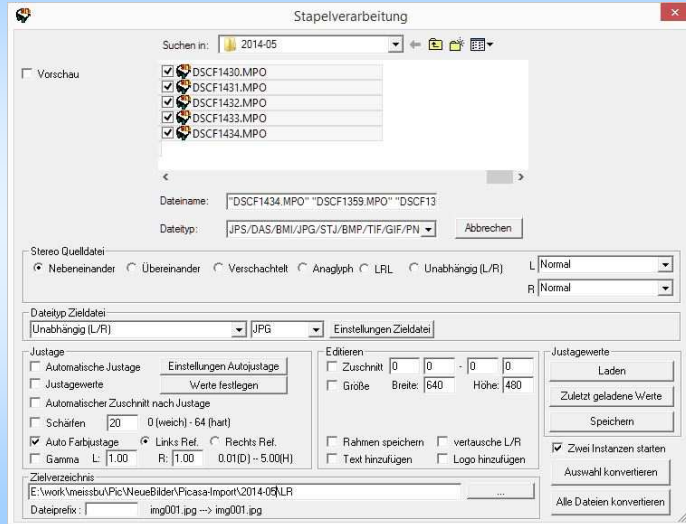 Stapelverarbeitung
Suchen in: 2014-05
Vorschau
DSCF1430.MPO
DSCF1431.MPO
DSCF1432.MPO
DSCF1433.MPO
DSCF1434.MPO
Dateiname: "DSCF1434.MPO" "DSCF1359.MPO" "DSCF13
Dateityp: JPS/DAS/BMI/JPG/STJ/BMP/TIF/GIF/PN Abbrechen
Stereo Quelldatei
Nebeneinander Übereinander Verschachtelt Anaglyph LRL Unabhängig (L/R) L Normal
R Normal
Dateityp Zieldatei
Unabhängig (L/R) JPG Einstellungen Zieldatei
Justage
Automatische Justage Einstellungen Autojustage
Justagewerte Werte festlegen
Automatischer Zuschnitt nach Justage
Schärfen 20 0 (weich) - 64 (hart)
Auto Farbjustage Links Ref. Rechts Ref.
Gamma L: 1.00 R: 1.00 0.01(D) -- 5.00(H)
Editieren
Zuschnitt 0 0 - 0 0
Größe Breite: 640 Höhe: 480
Rahmen speichern vertausche L/R
Text hinzufügen Logo hinzufügen
Justagewerte
Laden
Zuletzt geladene Werte
Speichern
Zwei Instanzen starten
Auswahl konvertieren
Alle Dateien konvertieren
Zielverzeichnis
E:\work\meissbu\Pic\NeueBilder\Picasa-Import\2014-05\LR ...
Dateiprefix : img001.jpg ---> img001.jpg